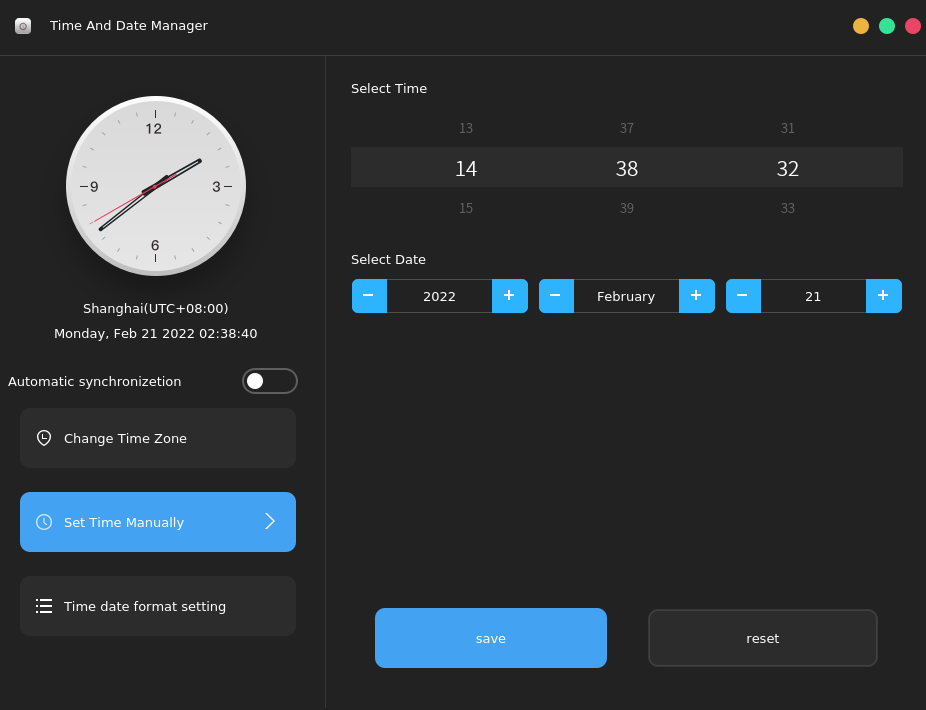 Time And Date Manager
12
9
3
6
Shanghai(UTC+08:00)
Monday, Feb 21 2022 02:38:40
Automatic synchronizetion
Change Time Zone
Set Time Manually
Time date format setting
Select Time
13 37 31
14 38 32
15 39 33
Select Date
− 2022 + − February + − 21 +
save reset